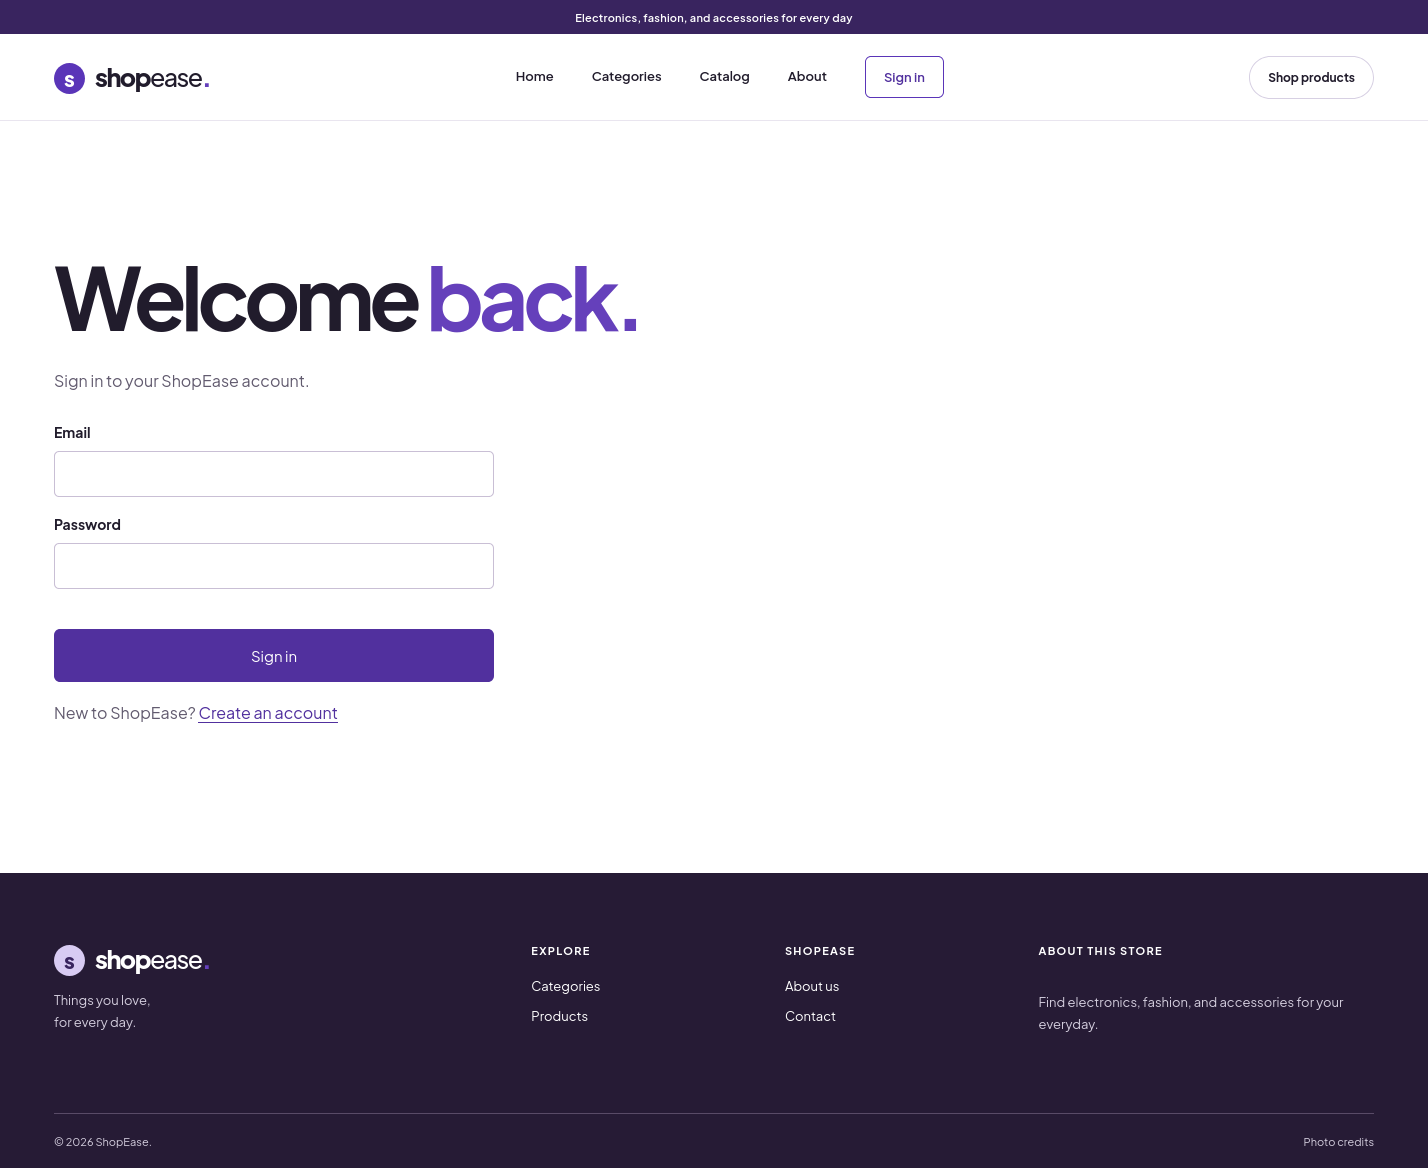 Electronics, fashion, and accessories for every day
s shopease.
Home Categories Catalog About Sign in
Shop products
Welcome back.
Sign in to your ShopEase account.
Email
Password
Sign in
New to ShopEase? Create an account
s shopease.
Things you love,
for every day.
EXPLORE
Categories
Products
SHOPEASE
About us
Contact
ABOUT THIS STORE
Find electronics, fashion, and accessories for your
everyday.
© 2026 ShopEase.
Photo credits